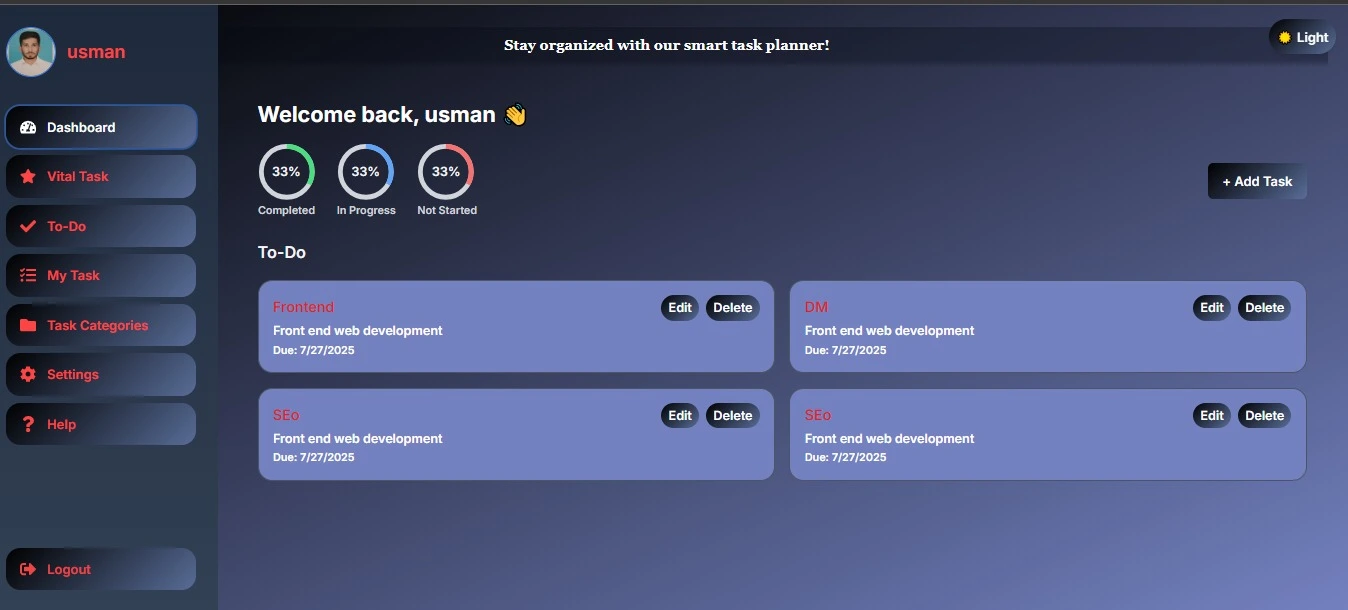 usman
Dashboard
Vital Task
To-Do
My Task
Task Categories
Settings
Help
Logout
Stay organized with our smart task planner!
Light
Welcome back, usman 👋
33% 33% 33%
Completed In Progress Not Started
+ Add Task
To-Do
Frontend Edit Delete
Front end web development
Due: 7/27/2025
DM Edit Delete
Front end web development
Due: 7/27/2025
SEo Edit Delete
Front end web development
Due: 7/27/2025
SEo Edit Delete
Front end web development
Due: 7/27/2025